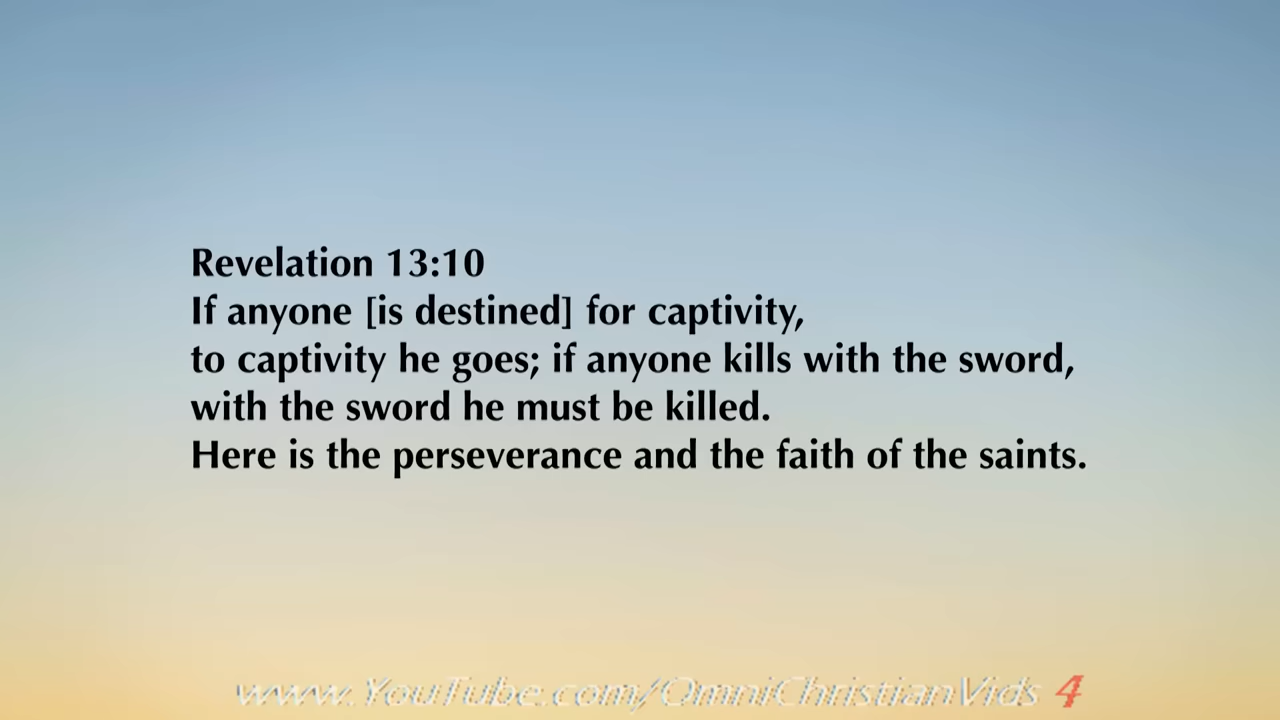 Revelation 13:10
If anyone [is destined] for captivity,
to captivity he goes; if anyone kills with the sword,
with the sword he must be killed.
Here is the perseverance and the faith of the saints.
www.YouTube.com/OmniChristianVids 4